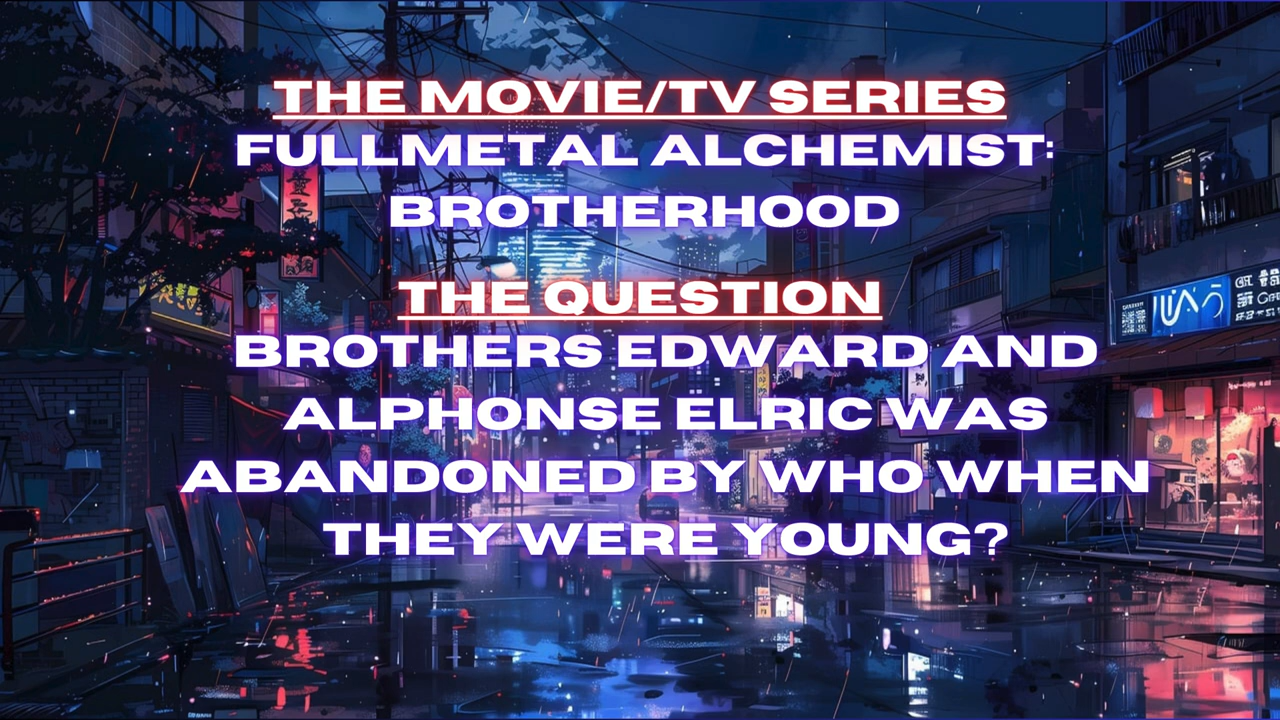 THE MOVIE/TV SERIES
FULLMETAL ALCHEMIST:
BROTHERHOOD
THE QUESTION
BROTHERS EDWARD AND
ALPHONSE ELRIC WAS
ABANDONED BY WHO WHEN
THEY WERE YOUNG?